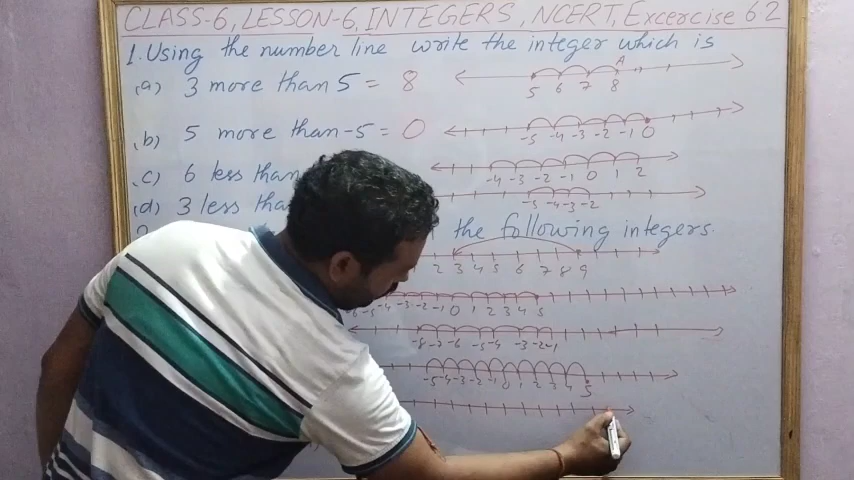 CLASS-6, LESSON-6, INTEGERS, NCERT, Excercise 6 2
1. Using the number line write the integer which is
(a) 3 more than 5 = 8
5 6 7 8 A
(b) 5 more than -5 = 0
-5 -4 -3 -2 -1 0
(c) 6 less than
-4 -3 -2 -1 0 1 2
(d) 3 less tha
-5 -4 -3 -2
the following integers.
2 3 4 5 6 7 8 9
-6 -5 -4 -3 -2 -1 0 1 2 3 4 5
-8 -7 -6 -5 -4 -3 -2 -1
-5 -4 -3 -2 -1 0 1 2 3 4 5